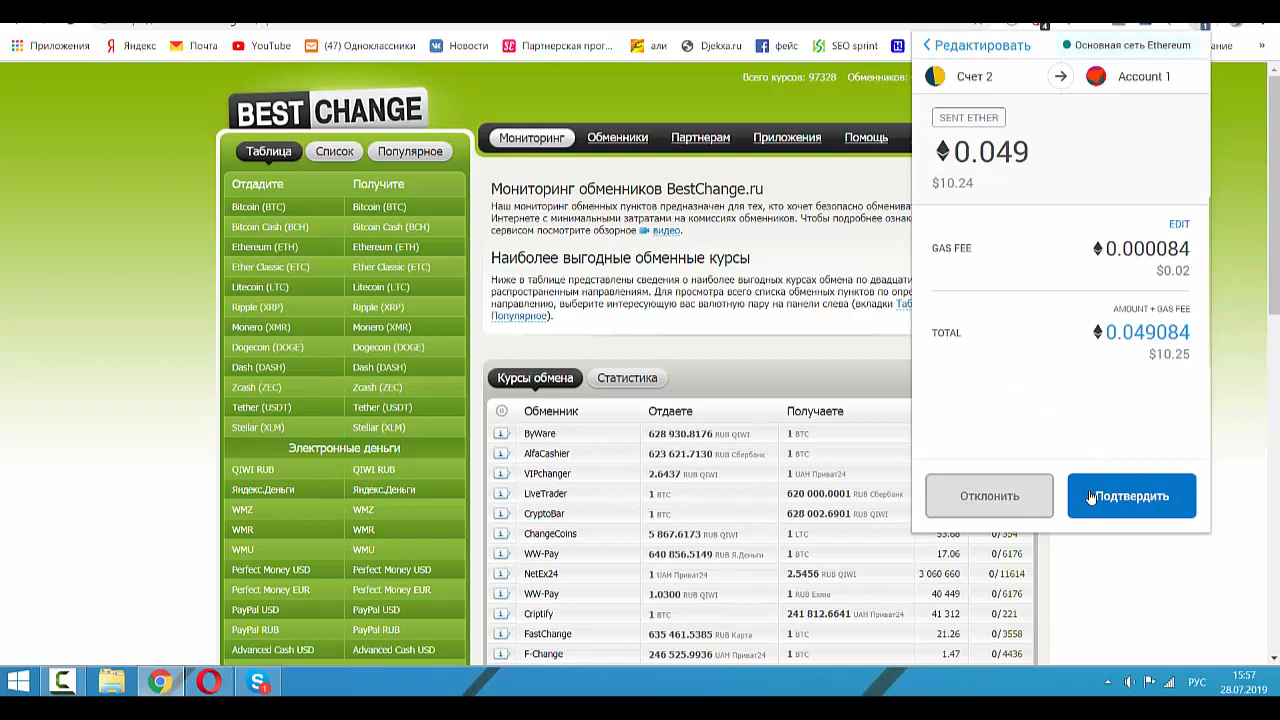 Приложения Яндекс Почта YouTube (47) Одноклассники Новости Партнерская прог... али Djekxa.ru фейс SEO sprint
Всего курсов: 97328 Обменников:
BEST CHANGE
Таблица Список Популярное
Отдадите Получите
Bitcoin (BTC) Bitcoin (BTC)
Bitcoin Cash (BCH) Bitcoin Cash (BCH)
Ethereum (ETH) Ethereum (ETH)
Ether Classic (ETC) Ether Classic (ETC)
Litecoin (LTC) Litecoin (LTC)
Ripple (XRP) Ripple (XRP)
Monero (XMR) Monero (XMR)
Dogecoin (DOGE) Dogecoin (DOGE)
Dash (DASH) Dash (DASH)
Zcash (ZEC) Zcash (ZEC)
Tether (USDT) Tether (USDT)
Stellar (XLM) Stellar (XLM)
Электронные деньги
QIWI RUB QIWI RUB
Яндекс.Деньги Яндекс.Деньги
WMZ WMZ
WMR WMR
WMU WMU
Perfect Money USD Perfect Money USD
Perfect Money EUR Perfect Money EUR
PayPal USD PayPal USD
PayPal RUB PayPal RUB
Advanced Cash USD Advanced Cash USD
Мониторинг Обменники Партнерам Приложения Помощь
Мониторинг обменников BestChange.ru
Наш мониторинг обменных пунктов предназначен для тех, кто хочет безопасно
Интернете с минимальными затратами на комиссиях обменников. Чтобы подробнее
сервисом посмотрите обзорное видео.
Наиболее выгодные обменные курсы
Ниже в таблице представлены сведения о наиболее выгодных курсах обмена по
распространенным направлениям. Для просмотра всего списка обменных пунктов по
направлению, выберите интересующую вас валютную пару на панели слева (вкладки
Популярное).
Курсы обмена Статистика
Обменник Отдаете Получаете
ByWare 628 930.8176 RUB QIWI 1 BTC
AlfaCashier 623 621.7130 RUB Сбербанк 1 BTC
VIPchanger 2.6437 RUB QIWI 1 UAH Приват24
LiveTrader 1 BTC 620 000.0001 RUB Сбербанк
CryptoBar 1 BTC 628 002.6901 RUB QIWI
ChangeCoins 5 867.6173 RUB QIWI 1 LTC 53.68 0/354
WW-Pay 640 856.5149 RUB Я.Деньги 1 BTC 17.06 0/6176
NetEx24 1 UAH Приват24 2.5456 RUB QIWI 3 060 660 0/11614
WW-Pay 1.0300 RUB QIWI 1 RUB Exmo 40 449 0/6176
Criptify 1 BTC 241 812.6641 UAH Приват24 41 312 0/221
FastChange 635 461.5385 RUB Карта 1 BTC 21.26 0/3558
F-Change 246 525.9936 UAH Приват24 1 BTC 1.47 0/4436
Редактировать Основная сеть Ethereum
Счет 2 Account 1
SENT ETHER
0.049
$10.24
EDIT
GAS FEE 0.000084
$0.02
AMOUNT + GAS FEE
TOTAL 0.049084
$10.25
Отклонить Подтвердить
РУС
15:57
28.07.2019